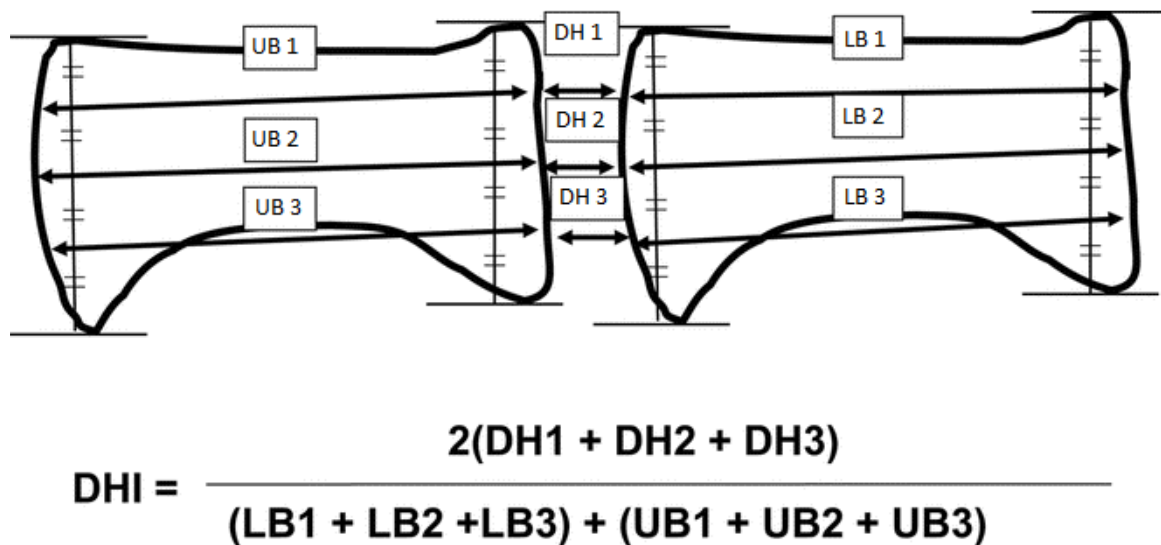 UB 1
DH 1
LB 1
UB 2
DH 2
LB 2
UB 3
DH 3
LB 3
2(DH1 + DH2 + DH3)
DHI =
(LB1 + LB2 +LB3) + (UB1 + UB2 + UB3)